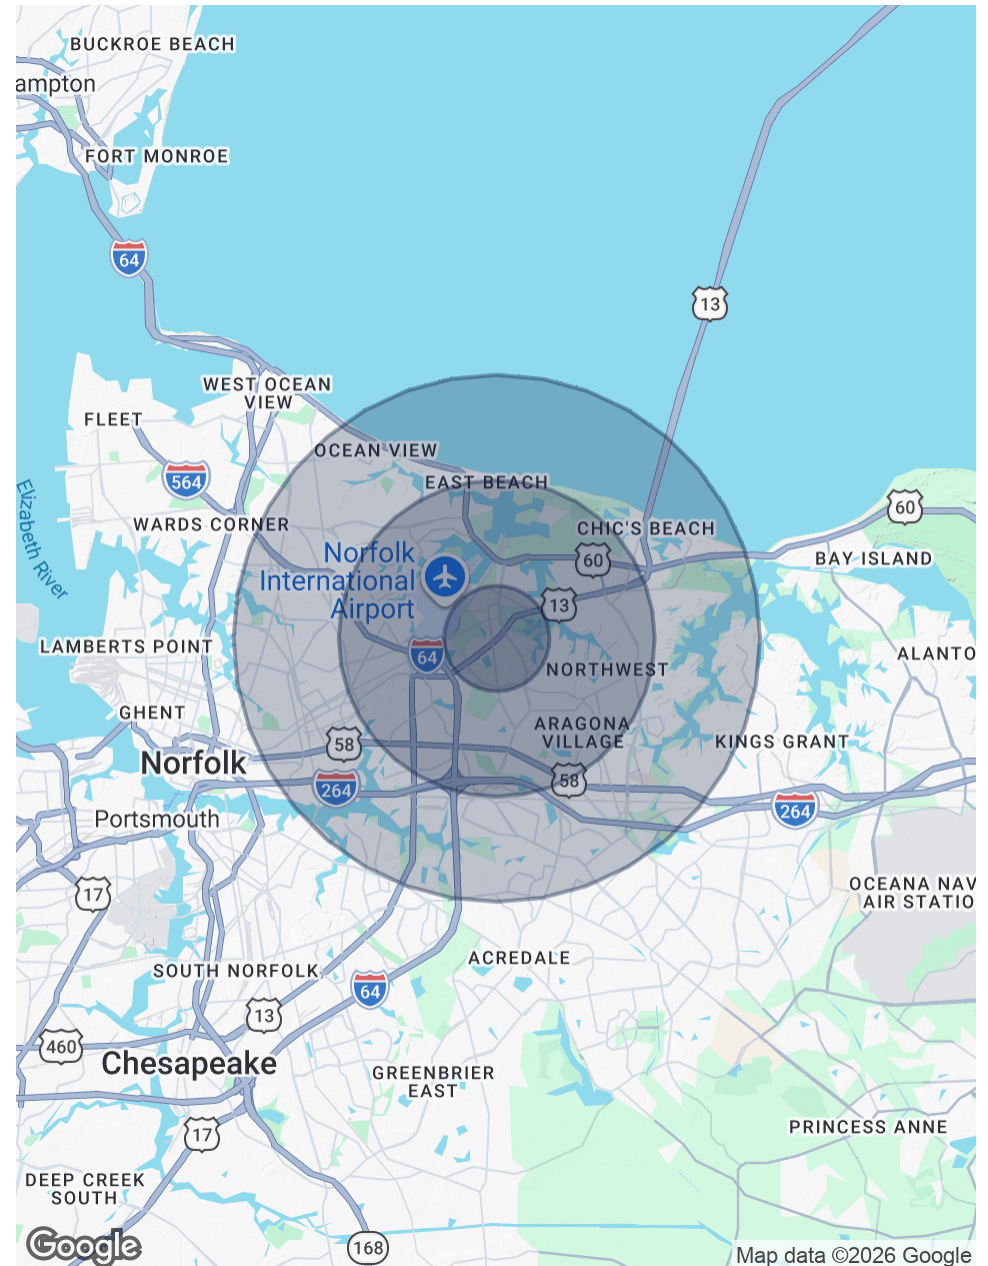 BUCKROE BEACH
ampton
FORT MONROE
64
13
WEST OCEAN
VIEW
FLEET
OCEAN VIEW
564
EAST BEACH
60
WARDS CORNER
CHIC'S BEACH
Elizabeth River
Norfolk
International
Airport
60
BAY ISLAND
13
LAMBERTS POINT
64
NORTHWEST
ALANTO
GHENT
ARAGONA
VILLAGE
58
KINGS GRANT
Norfolk
58
264
264
Portsmouth
17
OCEANA NAV
AIR STATIO
ACREDALE
SOUTH NORFOLK
64
13
460
Chesapeake
GREENBRIER
EAST
17
PRINCESS ANNE
DEEP CREEK
SOUTH
168
Google
Map data ©2026 Google